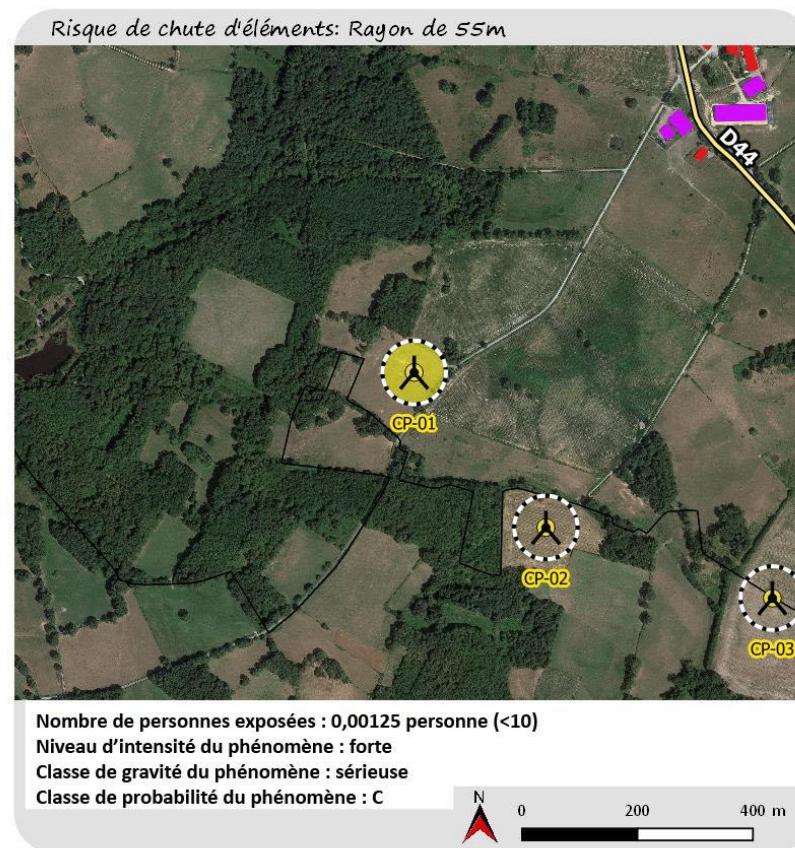 Risque de chute d'éléments: Rayon de 55m
D44
CP-01
CP-02
CP-03
Nombre de personnes exposées : 0,00125 personne (<10)
Niveau d’intensité du phénomène : forte
Classe de gravité du phénomène : sérieuse
Classe de probabilité du phénomène : C
N
0 200 400 m